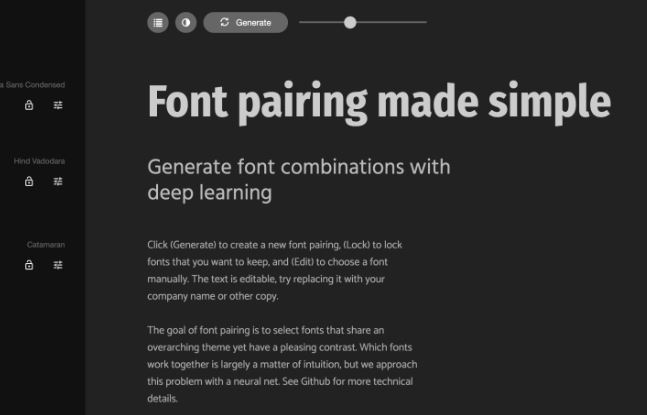 Generate
a Sans Condensed
Font pairing made simple
Hind Vadodara
Generate font combinations with
deep learning
Catamaran
Click (Generate) to create a new font pairing, (Lock) to lock
fonts that you want to keep, and (Edit) to choose a font
manually. The text is editable, try replacing it with your
company name or other copy.
The goal of font pairing is to select fonts that share an
overarching theme yet have a pleasing contrast. Which fonts
work together is largely a matter of intuition, but we approach
this problem with a neural net. See Github for more technical
details.